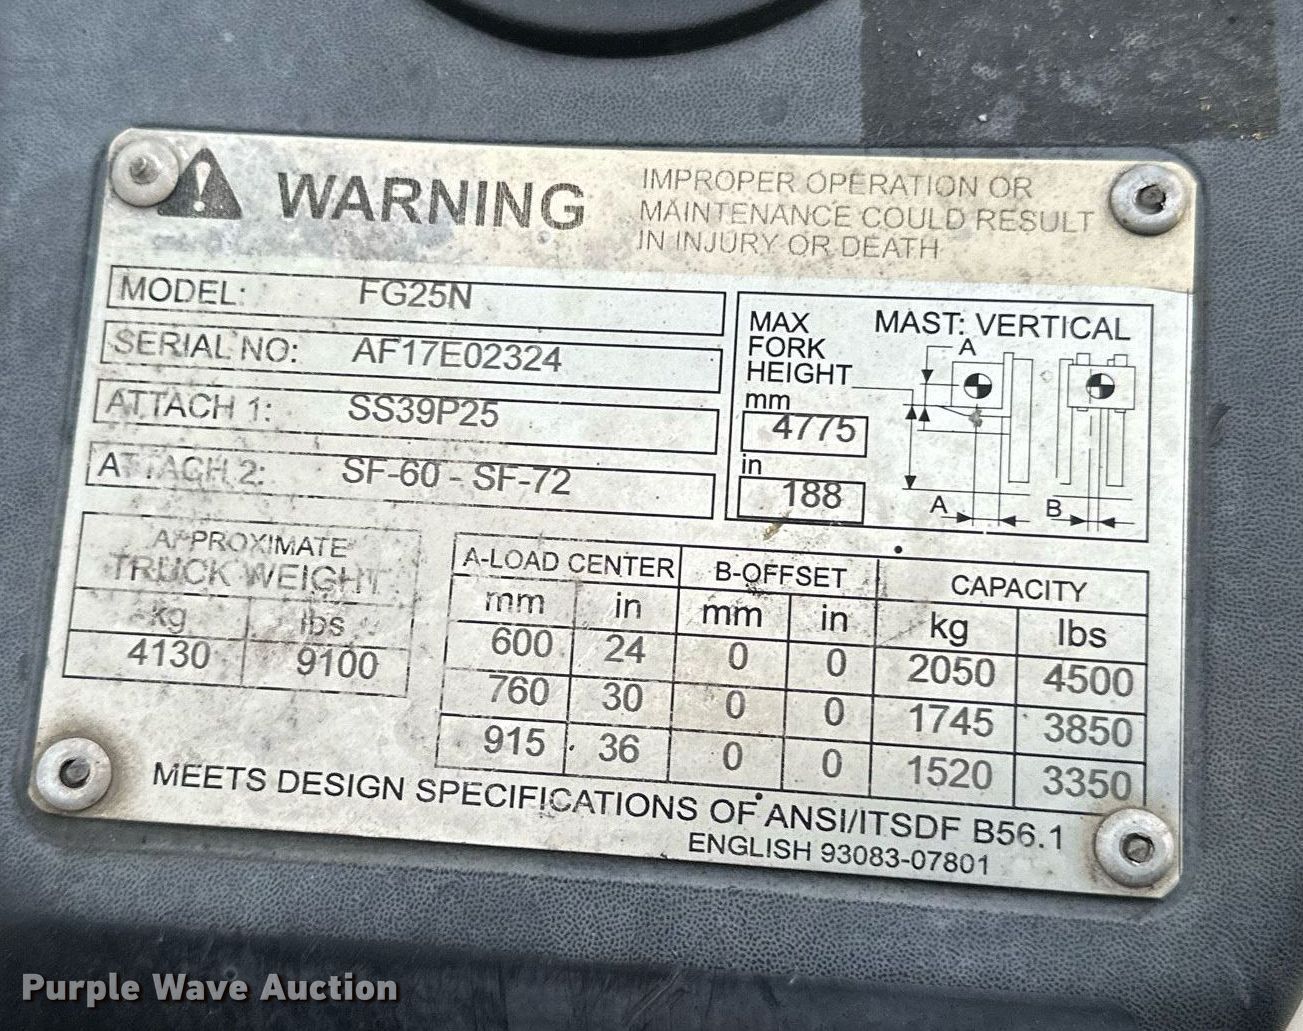 WARNING
IMPROPER OPERATION OR
MAINTENANCE COULD RESULT
IN INJURY OR DEATH
MODEL: FG25N
SERIAL NO: AF17E02324
ATTACH 1: SS39P25
ATTACH 2: SF-60 - SF-72
MAX
FORK
HEIGHT
mm
4775
in
188
MAST: VERTICAL
A
A B
APPROXIMATE
TRUCK WEIGHT
kg lbs
4130 9100
A-LOAD CENTER B-OFFSET CAPACITY
mm in mm in kg lbs
600 24 0 0 2050 4500
760 30 0 0 1745 3850
915 36 0 0 1520 3350
MEETS DESIGN SPECIFICATIONS OF ANSI/ITSDF B56.1
ENGLISH 93083-07801
Purple Wave Auction